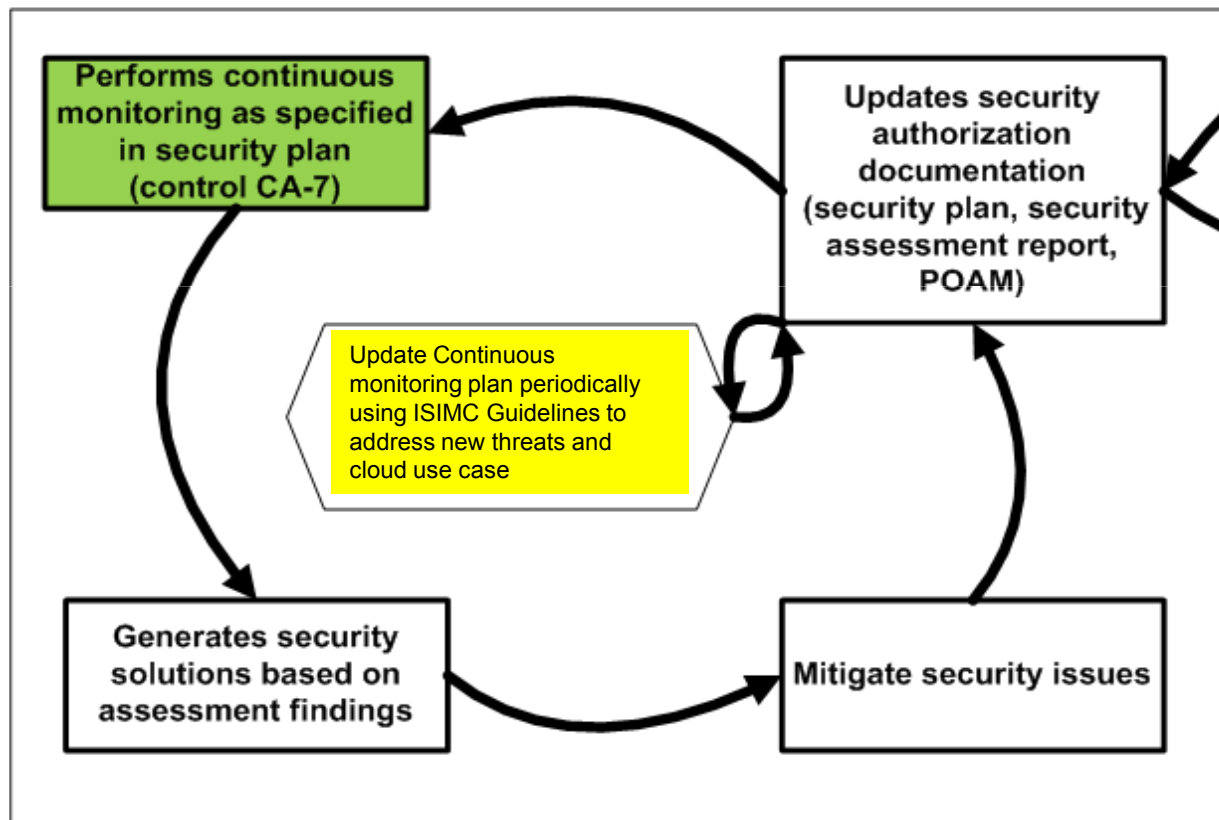 Performs continuous
monitoring as specified
in security plan
(control CA-7)
Updates security
authorization
documentation
(security plan, security
assessment report,
POAM)
Update Continuous
monitoring plan periodically
using ISIMC Guidelines to
address new threats and
cloud use case
Generates security
solutions based on
assessment findings
Mitigate security issues